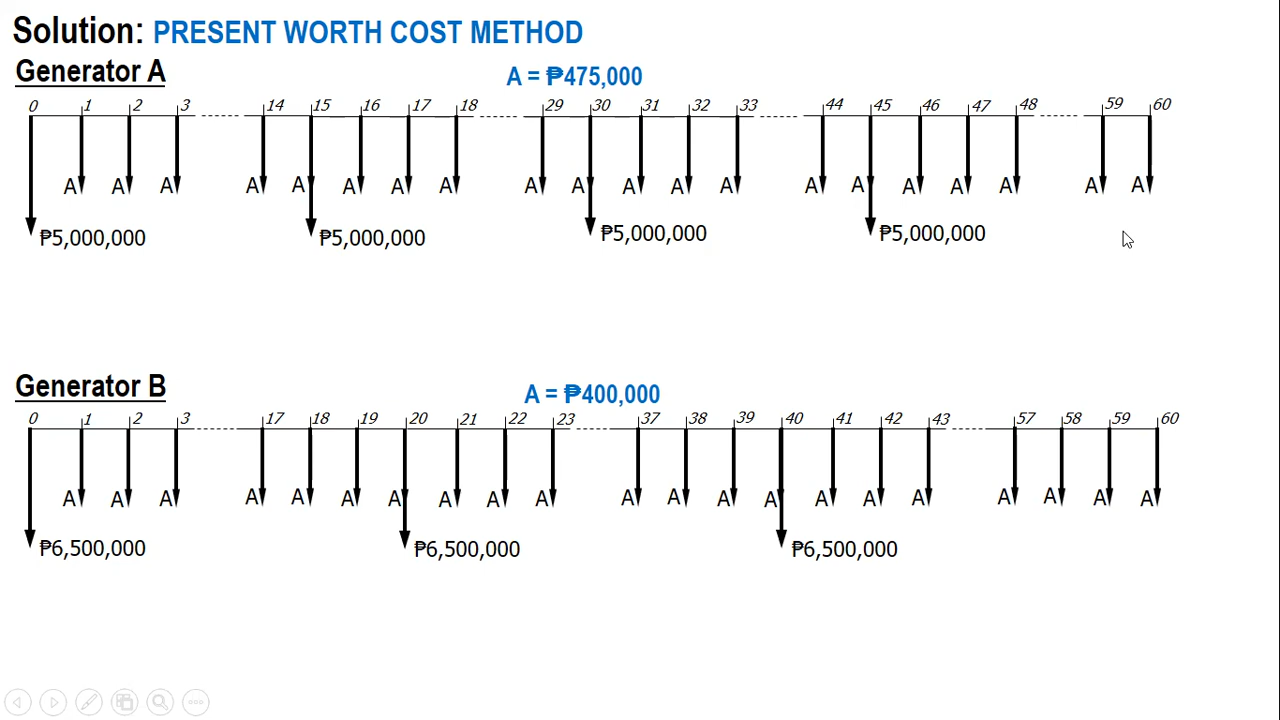 Solution: PRESENT WORTH COST METHOD
Generator A
A = ₱475,000
0 1 2 3 14 15 16 17 18 29 30 31 32 33 44 45 46 47 48 59 60
A A A A A A A A A A A A A A A A A A A A
₱5,000,000 ₱5,000,000 ₱5,000,000 ₱5,000,000
Generator B
A = ₱400,000
0 1 2 3 17 18 19 20 21 22 23 37 38 39 40 41 42 43 57 58 59 60
A A A A A A A A A A A A A A A A A A A A A
₱6,500,000 ₱6,500,000 ₱6,500,000